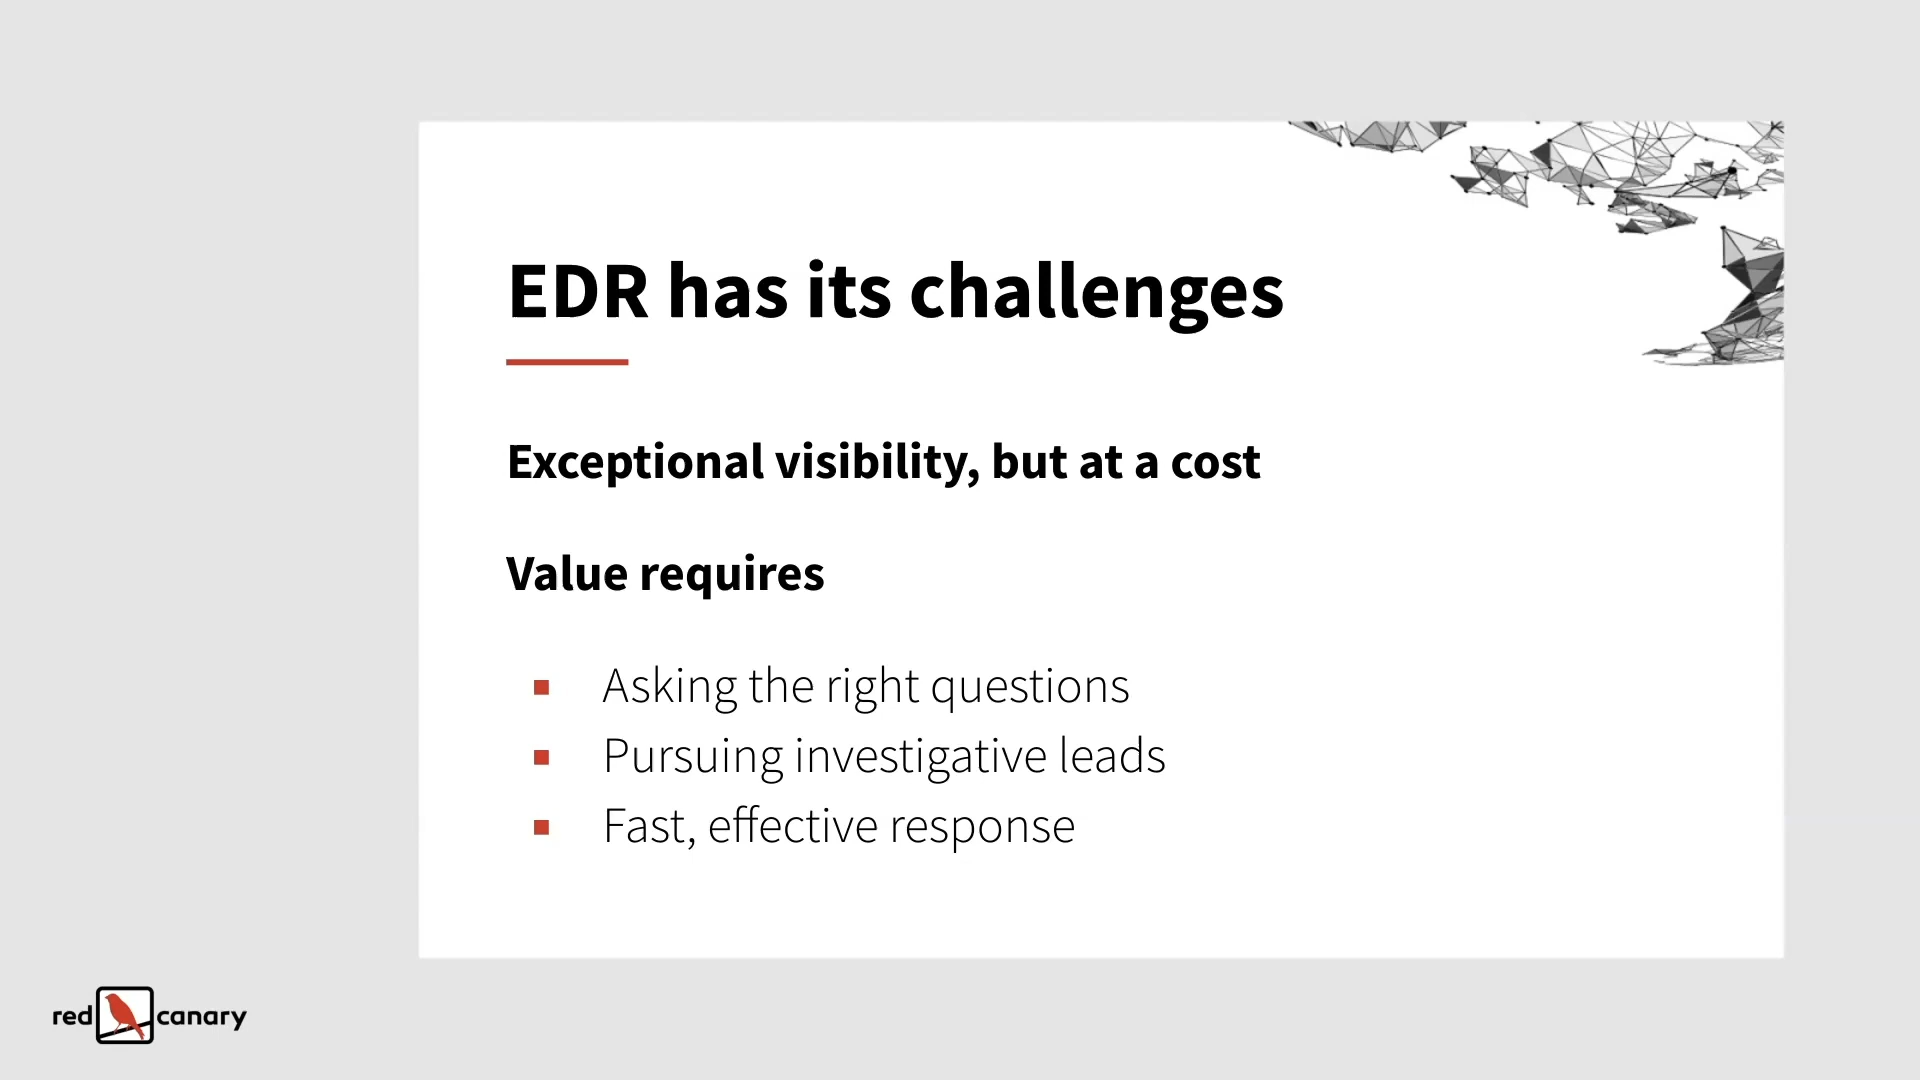 EDR has its challenges
Exceptional visibility, but at a cost
Value requires
Asking the right questions
Pursuing investigative leads
Fast, effective response
red canary